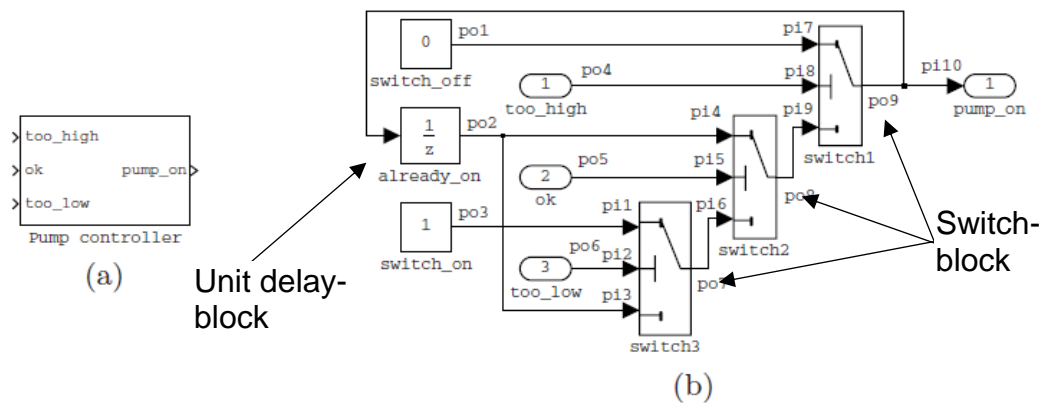 too_high
ok pump_on
too_low
Pump controller
(a)
Unit delay-
block
0 po1
switch_off
po4
1
too_high
1
z
po2
already_on
po5
2
ok
1 po3
switch_on
po6
3
too_low
pi1
pi2
pi3
po7
switch3
pi4
pi5
pi6
po8
switch2
pi7
pi8
pi9
po9
switch1
pi10
1
pump_on
Switch-
block
(b)